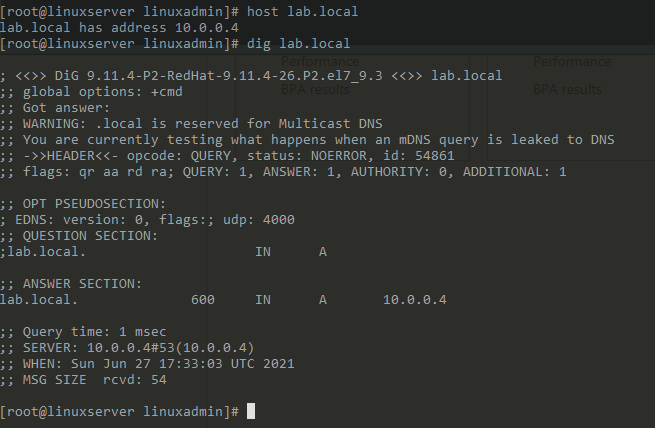 [root@linuxserver linuxadmin]# host lab.local
lab.local has address 10.0.0.4
[root@linuxserver linuxadmin]# dig lab.local
Performance Performance
; <<>> DiG 9.11.4-P2-RedHat-9.11.4-26.P2.el7_9.3 <<>> lab.local
;; global options: +cmd
BPA results BPA results
;; Got answer:
;; WARNING: .local is reserved for Multicast DNS
;; You are currently testing what happens when an mDNS query is leaked to DNS
;; ->>HEADER<<- opcode: QUERY, status: NOERROR, id: 54861
;; flags: qr aa rd ra; QUERY: 1, ANSWER: 1, AUTHORITY: 0, ADDITIONAL: 1
;; OPT PSEUDOSECTION:
; EDNS: version: 0, flags:; udp: 4000
;; QUESTION SECTION:
;lab.local. IN A
;; ANSWER SECTION:
lab.local. 600 IN A 10.0.0.4
;; Query time: 1 msec
;; SERVER: 10.0.0.4#53(10.0.0.4)
;; WHEN: Sun Jun 27 17:33:03 UTC 2021
;; MSG SIZE rcvd: 54
[root@linuxserver linuxadmin]#